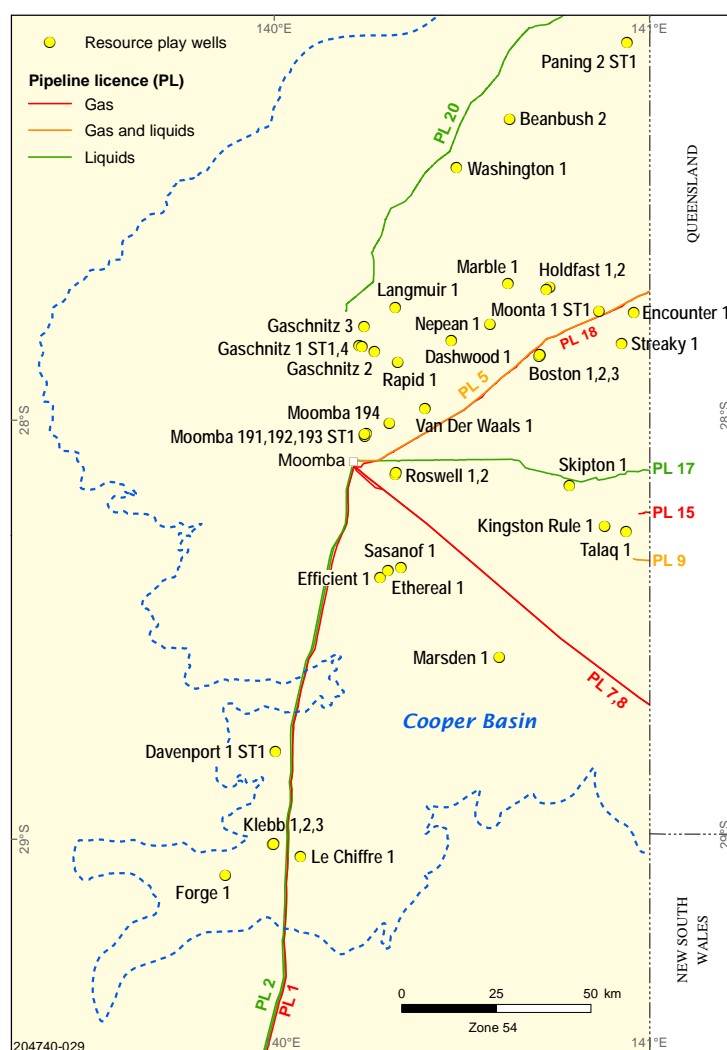 140°E
141°E
Resource play wells
Pipeline licence (PL)
Gas
Gas and liquids
Liquids
Paning 2 ST1
PL 20
Beanbush 2
Washington 1
QUEENSLAND
Marble 1
Holdfast 1,2
Langmuir 1
Moonta 1 ST1
Encounter 1
Gaschnitz 3
Nepean 1
PL 18
Streaky 1
Gaschnitz 1 ST1,4
Dashwood 1
Gaschnitz 2
Rapid 1
Boston 1,2,3
PL 5
Moomba 194
28°S
28°S
Van Der Waals 1
Moomba 191,192,193 ST1
Moomba
Skipton 1
PL 17
Roswell 1,2
PL 15
Kingston Rule 1
Talaq 1
PL 9
Sasanof 1
Efficient 1
Ethereal 1
Marsden 1
PL 7,8
Cooper Basin
Davenport 1 ST1
29°S
29°S
Klebb 1,2,3
Le Chiffre 1
Forge 1
NEW SOUTH
WALES
PL 2
PL 1
0 25 50 km
Zone 54
204740-029
140°E
141°E